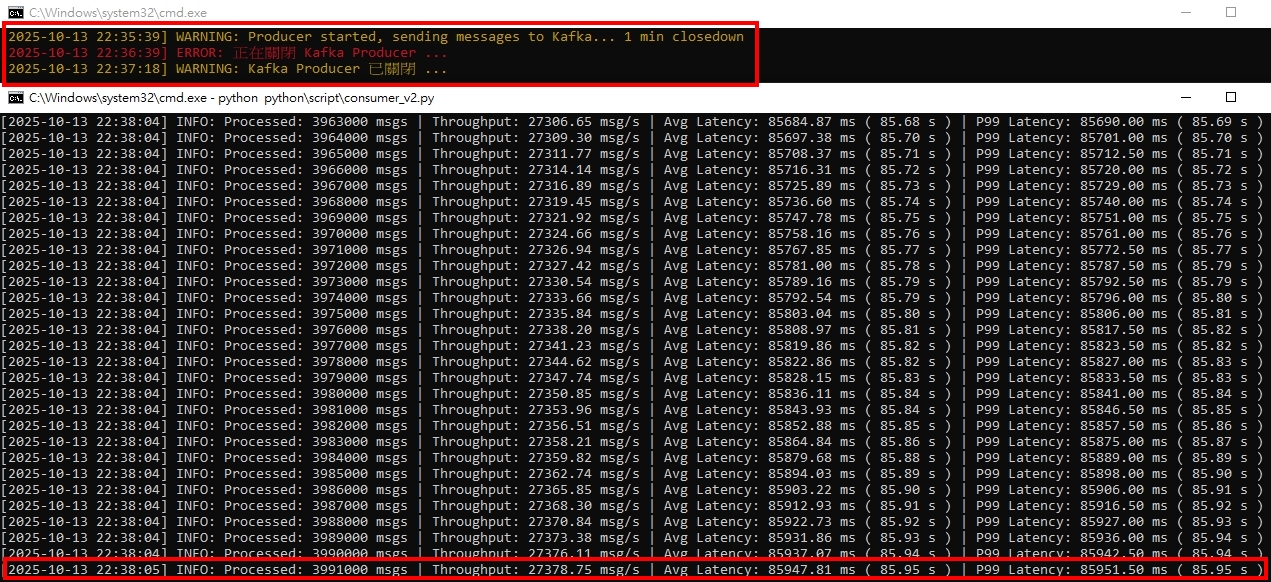 C:\Windows\system32\cmd.exe
2025-10-13 22:35:39] WARNING: Producer started, sending messages to Kafka... 1 min closedown
2025-10-13 22:36:39] ERROR: 正在關閉 Kafka Producer ...
2025-10-13 22:37:18] WARNING: Kafka Producer 已關閉 ...
C:\Windows\system32\cmd.exe - python python\script\consumer_v2.py
[2025-10-13 22:38:04] INFO: Processed: 3963000 msgs | Throughput: 27306.65 msg/s | Avg Latency: 85684.87 ms ( 85.68 s ) | P99 Latency: 85690.00 ms ( 85.69 s )
[2025-10-13 22:38:04] INFO: Processed: 3964000 msgs | Throughput: 27309.30 msg/s | Avg Latency: 85697.38 ms ( 85.70 s ) | P99 Latency: 85701.00 ms ( 85.70 s )
[2025-10-13 22:38:04] INFO: Processed: 3965000 msgs | Throughput: 27311.77 msg/s | Avg Latency: 85708.37 ms ( 85.71 s ) | P99 Latency: 85712.50 ms ( 85.71 s )
[2025-10-13 22:38:04] INFO: Processed: 3966000 msgs | Throughput: 27314.14 msg/s | Avg Latency: 85716.31 ms ( 85.72 s ) | P99 Latency: 85720.00 ms ( 85.72 s )
[2025-10-13 22:38:04] INFO: Processed: 3967000 msgs | Throughput: 27316.89 msg/s | Avg Latency: 85725.89 ms ( 85.73 s ) | P99 Latency: 85729.00 ms ( 85.73 s )
[2025-10-13 22:38:04] INFO: Processed: 3968000 msgs | Throughput: 27319.45 msg/s | Avg Latency: 85736.60 ms ( 85.74 s ) | P99 Latency: 85740.00 ms ( 85.74 s )
[2025-10-13 22:38:04] INFO: Processed: 3969000 msgs | Throughput: 27321.92 msg/s | Avg Latency: 85747.78 ms ( 85.75 s ) | P99 Latency: 85751.00 ms ( 85.75 s )
[2025-10-13 22:38:04] INFO: Processed: 3970000 msgs | Throughput: 27324.66 msg/s | Avg Latency: 85758.16 ms ( 85.76 s ) | P99 Latency: 85761.00 ms ( 85.76 s )
[2025-10-13 22:38:04] INFO: Processed: 3971000 msgs | Throughput: 27326.94 msg/s | Avg Latency: 85767.85 ms ( 85.77 s ) | P99 Latency: 85772.50 ms ( 85.77 s )
[2025-10-13 22:38:04] INFO: Processed: 3972000 msgs | Throughput: 27327.42 msg/s | Avg Latency: 85781.00 ms ( 85.78 s ) | P99 Latency: 85787.50 ms ( 85.79 s )
[2025-10-13 22:38:04] INFO: Processed: 3973000 msgs | Throughput: 27330.54 msg/s | Avg Latency: 85789.16 ms ( 85.79 s ) | P99 Latency: 85792.50 ms ( 85.79 s )
[2025-10-13 22:38:04] INFO: Processed: 3974000 msgs | Throughput: 27333.66 msg/s | Avg Latency: 85792.54 ms ( 85.79 s ) | P99 Latency: 85796.00 ms ( 85.80 s )
[2025-10-13 22:38:04] INFO: Processed: 3975000 msgs | Throughput: 27335.84 msg/s | Avg Latency: 85803.04 ms ( 85.80 s ) | P99 Latency: 85806.00 ms ( 85.81 s )
[2025-10-13 22:38:04] INFO: Processed: 3976000 msgs | Throughput: 27338.20 msg/s | Avg Latency: 85808.97 ms ( 85.81 s ) | P99 Latency: 85817.50 ms ( 85.82 s )
[2025-10-13 22:38:04] INFO: Processed: 3977000 msgs | Throughput: 27341.23 msg/s | Avg Latency: 85819.86 ms ( 85.82 s ) | P99 Latency: 85823.50 ms ( 85.82 s )
[2025-10-13 22:38:04] INFO: Processed: 3978000 msgs | Throughput: 27344.62 msg/s | Avg Latency: 85822.86 ms ( 85.82 s ) | P99 Latency: 85827.00 ms ( 85.83 s )
[2025-10-13 22:38:04] INFO: Processed: 3979000 msgs | Throughput: 27347.74 msg/s | Avg Latency: 85828.15 ms ( 85.83 s ) | P99 Latency: 85833.50 ms ( 85.83 s )
[2025-10-13 22:38:04] INFO: Processed: 3980000 msgs | Throughput: 27350.85 msg/s | Avg Latency: 85836.11 ms ( 85.84 s ) | P99 Latency: 85841.00 ms ( 85.84 s )
[2025-10-13 22:38:04] INFO: Processed: 3981000 msgs | Throughput: 27353.96 msg/s | Avg Latency: 85843.93 ms ( 85.84 s ) | P99 Latency: 85846.50 ms ( 85.85 s )
[2025-10-13 22:38:04] INFO: Processed: 3982000 msgs | Throughput: 27356.51 msg/s | Avg Latency: 85852.88 ms ( 85.85 s ) | P99 Latency: 85857.50 ms ( 85.86 s )
[2025-10-13 22:38:04] INFO: Processed: 3983000 msgs | Throughput: 27358.21 msg/s | Avg Latency: 85864.84 ms ( 85.86 s ) | P99 Latency: 85875.00 ms ( 85.87 s )
[2025-10-13 22:38:04] INFO: Processed: 3984000 msgs | Throughput: 27359.82 msg/s | Avg Latency: 85879.68 ms ( 85.88 s ) | P99 Latency: 85889.00 ms ( 85.89 s )
[2025-10-13 22:38:04] INFO: Processed: 3985000 msgs | Throughput: 27362.74 msg/s | Avg Latency: 85894.03 ms ( 85.89 s ) | P99 Latency: 85898.00 ms ( 85.90 s )
[2025-10-13 22:38:04] INFO: Processed: 3986000 msgs | Throughput: 27365.85 msg/s | Avg Latency: 85903.22 ms ( 85.90 s ) | P99 Latency: 85906.00 ms ( 85.91 s )
[2025-10-13 22:38:04] INFO: Processed: 3987000 msgs | Throughput: 27368.30 msg/s | Avg Latency: 85912.93 ms ( 85.91 s ) | P99 Latency: 85916.50 ms ( 85.92 s )
[2025-10-13 22:38:04] INFO: Processed: 3988000 msgs | Throughput: 27370.84 msg/s | Avg Latency: 85922.73 ms ( 85.92 s ) | P99 Latency: 85927.00 ms ( 85.93 s )
[2025-10-13 22:38:04] INFO: Processed: 3989000 msgs | Throughput: 27373.38 msg/s | Avg Latency: 85931.86 ms ( 85.93 s ) | P99 Latency: 85936.00 ms ( 85.94 s )
[2025-10-13 22:38:04] INFO: Processed: 3990000 msgs | Throughput: 27376.11 msg/s | Avg Latency: 85937.07 ms ( 85.94 s ) | P99 Latency: 85942.50 ms ( 85.94 s )
[2025-10-13 22:38:05] INFO: Processed: 3991000 msgs | Throughput: 27378.75 msg/s | Avg Latency: 85947.81 ms ( 85.95 s ) | P99 Latency: 85951.50 ms ( 85.95 s )